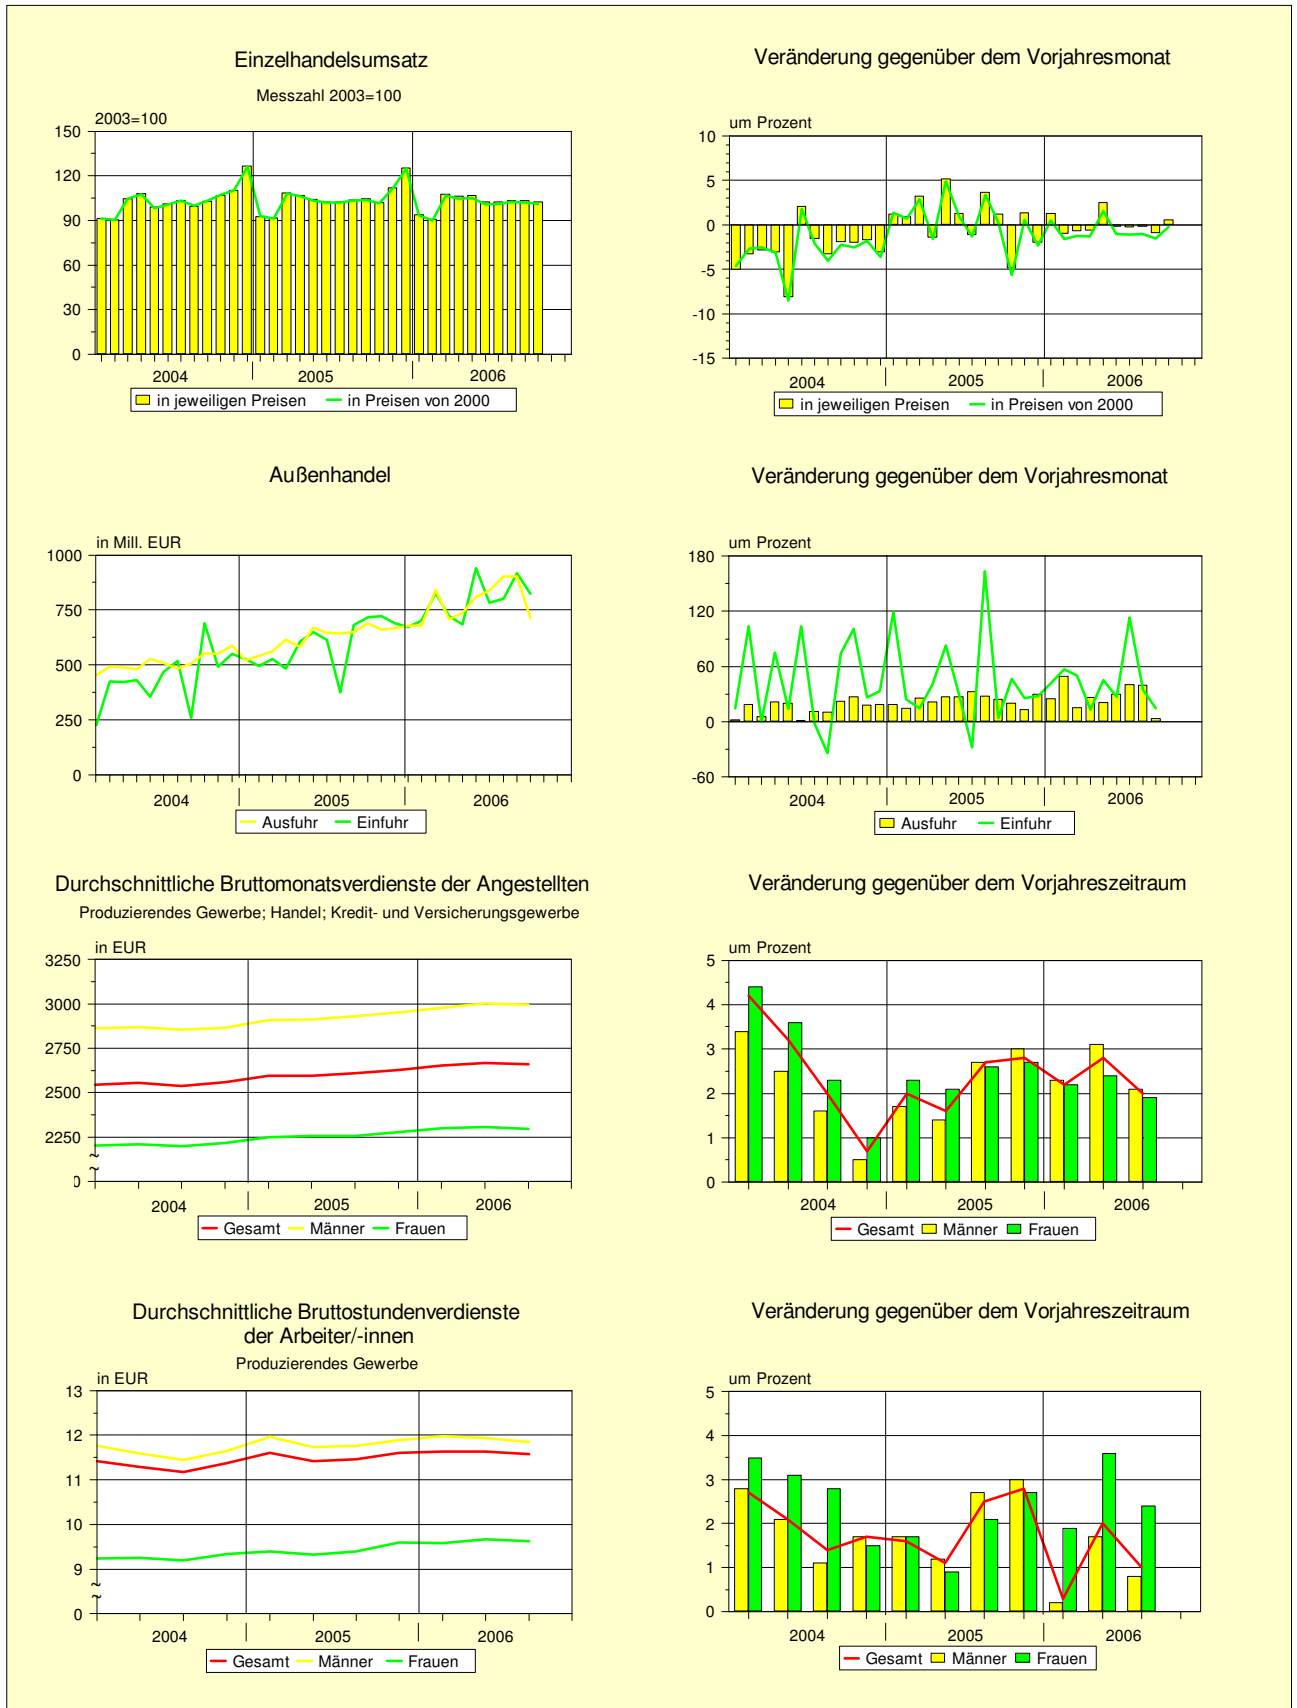 Einzelhandelsumsatz
Messzahl 2003=100
2003=100
150
120
90
60
30
0
2004 2005 2006
in jeweiligen Preisen in Preisen von 2000
Veränderung gegenüber dem Vorjahresmonat
um Prozent
10
5
0
-5
-10
-15
2004 2005 2006
in jeweiligen Preisen in Preisen von 2000
Außenhandel
in Mill. EUR
1000
750
500
250
0
2004 2005 2006
Ausfuhr Einfuhr
Veränderung gegenüber dem Vorjahresmonat
um Prozent
180
120
60
0
-60
2004 2005 2006
Ausfuhr Einfuhr
Durchschnittliche Bruttomonatsverdienste der Angestellten
Produzierendes Gewerbe; Handel; Kredit- und Versicherungsgewerbe
in EUR
3250
3000
2750
2500
2250
0
2004 2005 2006
Gesamt Männer Frauen
Veränderung gegenüber dem Vorjahreszeitraum
um Prozent
5
4
3
2
1
0
2004 2005 2006
Gesamt Männer Frauen
Durchschnittliche Bruttostundenverdienste
der Arbeiter/-innen
Produzierendes Gewerbe
in EUR
13
12
11
10
9
0
2004 2005 2006
Gesamt Männer Frauen
Veränderung gegenüber dem Vorjahreszeitraum
um Prozent
5
4
3
2
1
0
2004 2005 2006
Gesamt Männer Frauen